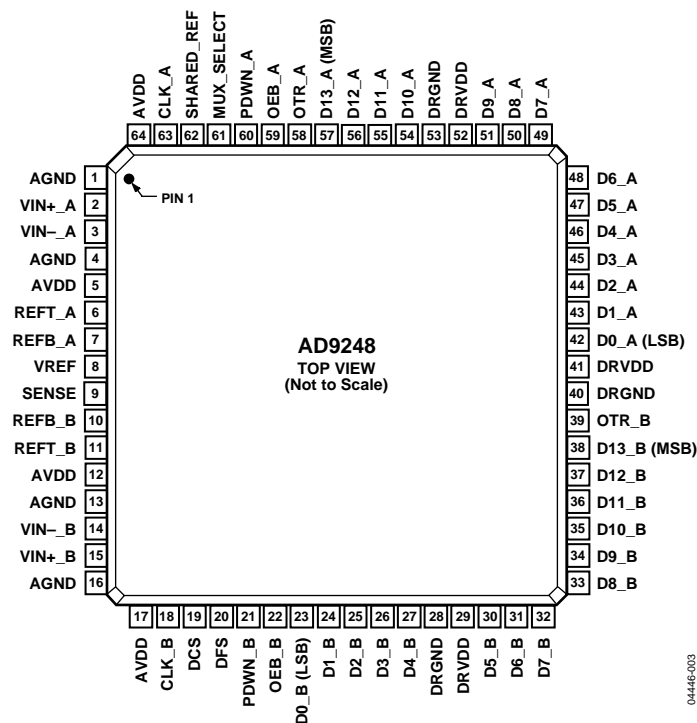 AVDD
CLK_A
SHARED_REF
MUX_SELECT
PDWN_A
OEB_A
OTR_A
D13_A (MSB)
D12_A
D11_A
D10_A
DRGND
DRVDD
D9_A
D8_A
D7_A
64 63 62 61 60 59 58 57 56 55 54 53 52 51 50 49
AGND 1
VIN+_A 2
VIN–_A 3
AGND 4
AVDD 5
REFT_A 6
REFB_A 7
VREF 8
SENSE 9
REFB_B 10
REFT_B 11
AVDD 12
AGND 13
VIN–_B 14
VIN+_B 15
AGND 16
PIN 1
AD9248
TOP VIEW
(Not to Scale)
48 D6_A
47 D5_A
46 D4_A
45 D3_A
44 D2_A
43 D1_A
42 D0_A (LSB)
41 DRVDD
40 DRGND
39 OTR_B
38 D13_B (MSB)
37 D12_B
36 D11_B
35 D10_B
34 D9_B
33 D8_B
17 18 19 20 21 22 23 24 25 26 27 28 29 30 31 32
AVDD
CLK_B
DCS
DFS
PDWN_B
OEB_B
D0_B (LSB)
D1_B
D2_B
D3_B
D4_B
DRGND
DRVDD
D5_B
D6_B
D7_B
04446-003